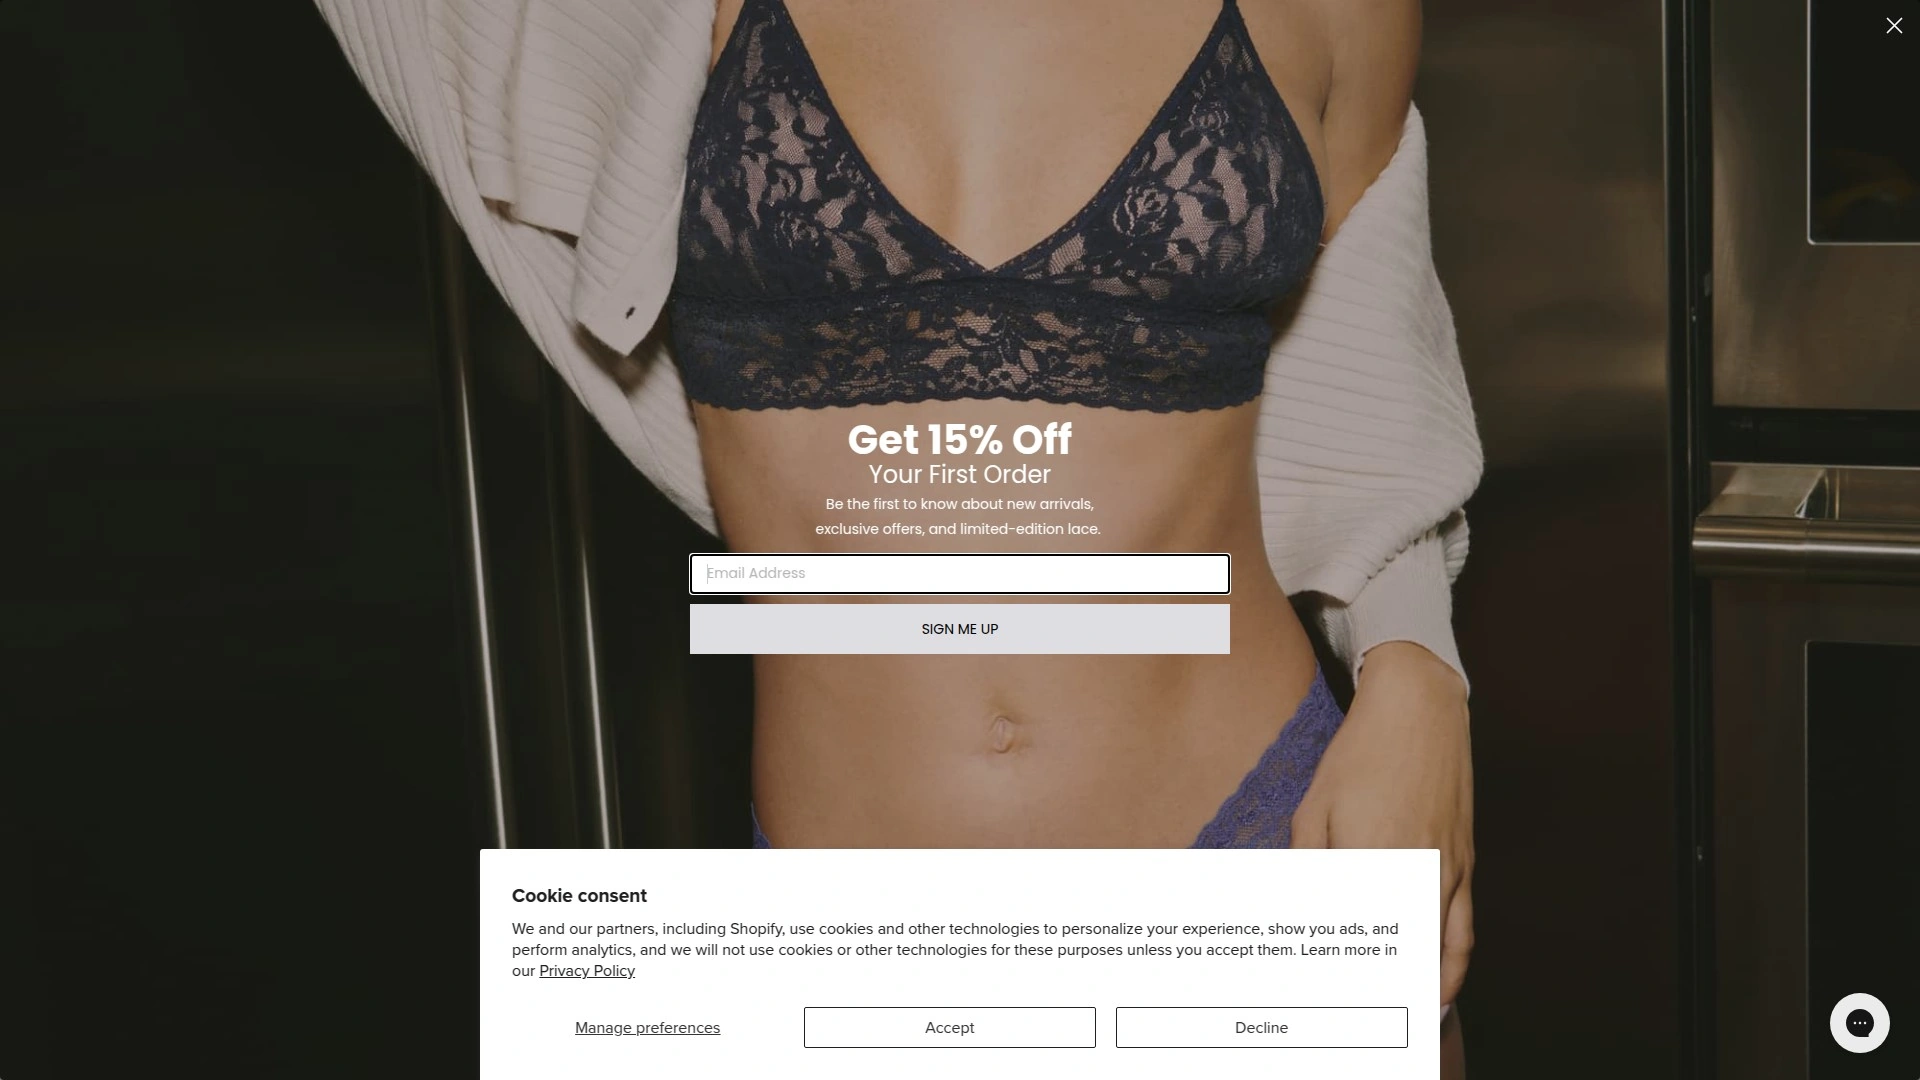 Get 15% Off
Your First Order
Be the first to know about new arrivals,
exclusive offers, and limited-edition lace.
Email Address
SIGN ME UP
Cookie consent
We and our partners, including Shopify, use cookies and other technologies to personalize your experience, show you ads, and
perform analytics, and we will not use cookies or other technologies for these purposes unless you accept them. Learn more in
our Privacy Policy
Manage preferences
Accept
Decline